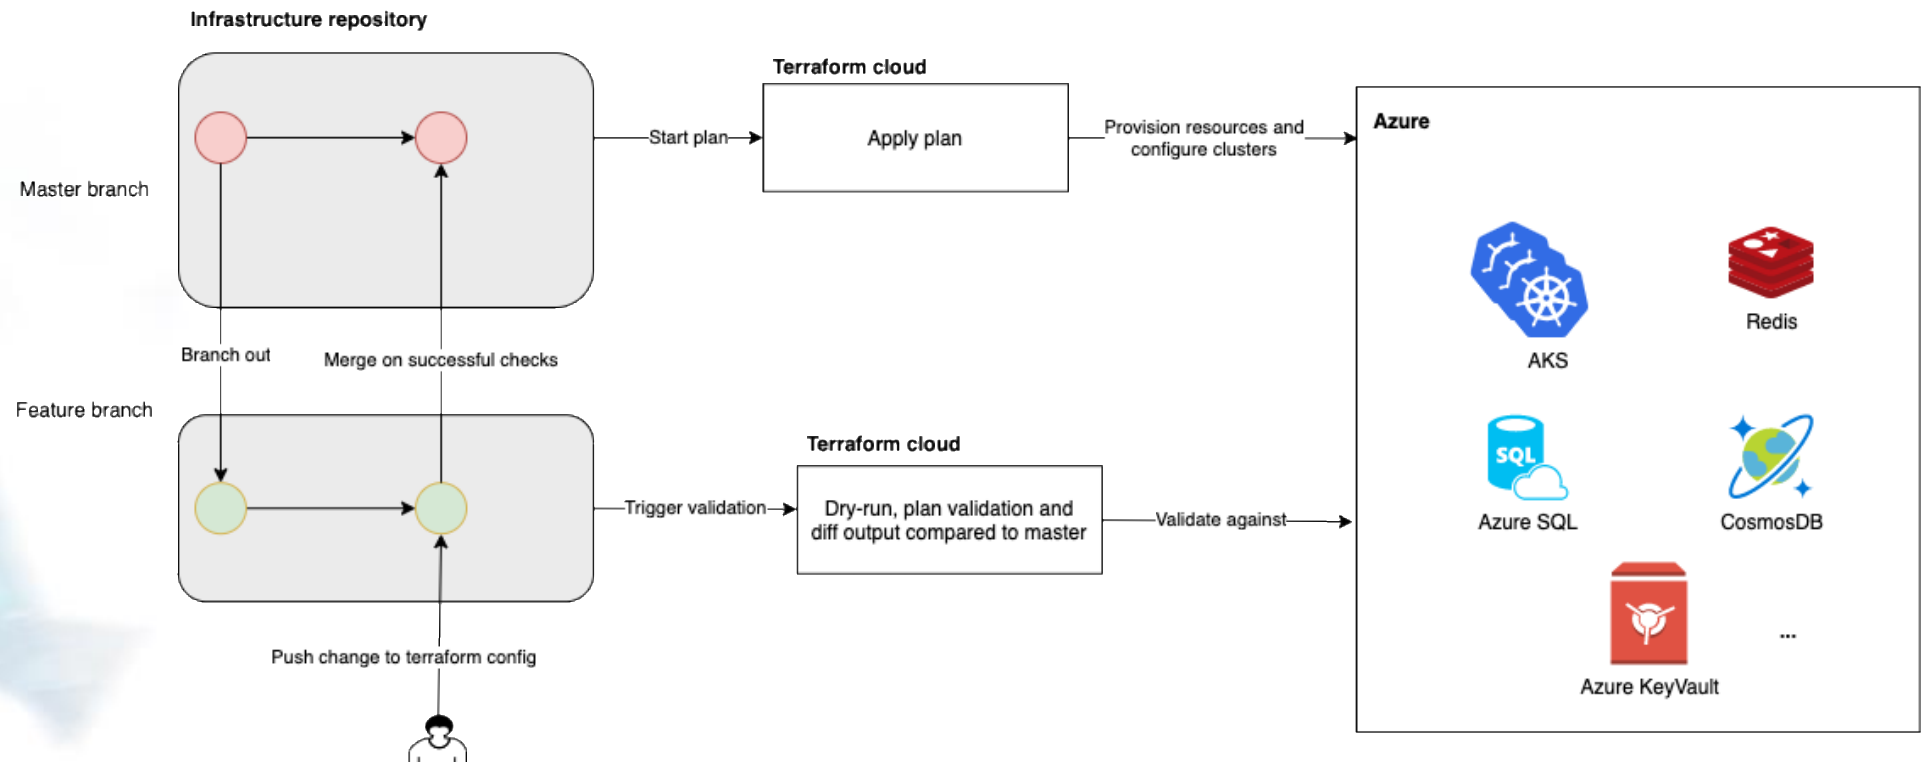 Infrastructure repository
Terraform cloud
Start plan
Apply plan
Provision resources and
configure clusters
Azure
Master branch
Redis
AKS
Branch out
Merge on successful checks
Feature branch
Terraform cloud
SQL
Trigger validation
Dry-run, plan validation and
diff output compared to master
Validate against
Azure SQL
CosmosDB
Push change to terraform config
...
Azure KeyVault